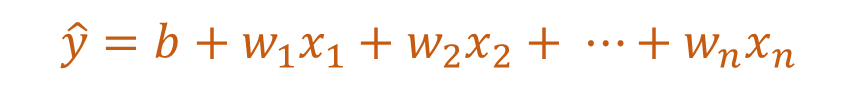 ŷ = b + w₁x₁ + w₂x₂ + ⋯ + wₙxₙ